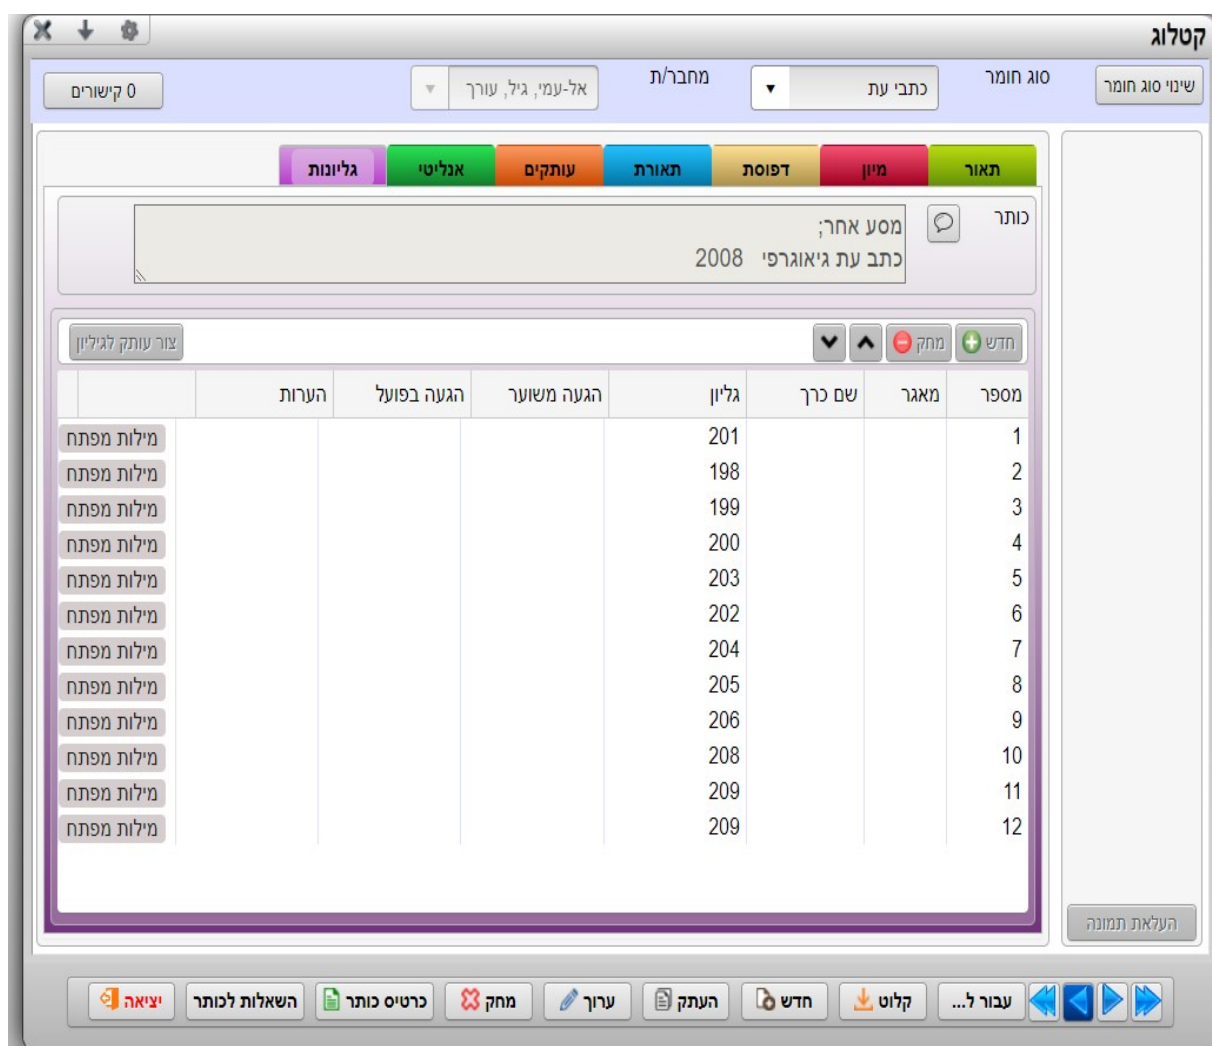 קטלוג
שינוי סוג חומר
סוג חומר
כתבי עת
מחבר/ת
אל-עמי, גיל, עורך
0 קישורים
תאור
מיון
דפוסת
תאורת
עותקים
אנליטי
גליונות
כותר
מסע אחר;
כתב עת גיאוגרפי 2008
חדש
מחק
צור עותק לגיליון
מספר מאגר שם כרך גליון הגעה משוער הגעה בפועל הערות
1 201 מילות מפתח
2 198 מילות מפתח
3 199 מילות מפתח
4 200 מילות מפתח
5 203 מילות מפתח
6 202 מילות מפתח
7 204 מילות מפתח
8 205 מילות מפתח
9 206 מילות מפתח
10 208 מילות מפתח
11 209 מילות מפתח
12 209 מילות מפתח
העלאת תמונה
עבור ל...
קלוט
חדש
העתק
ערוך
מחק
כרטיס כותר
השאלות לכותר
יציאה